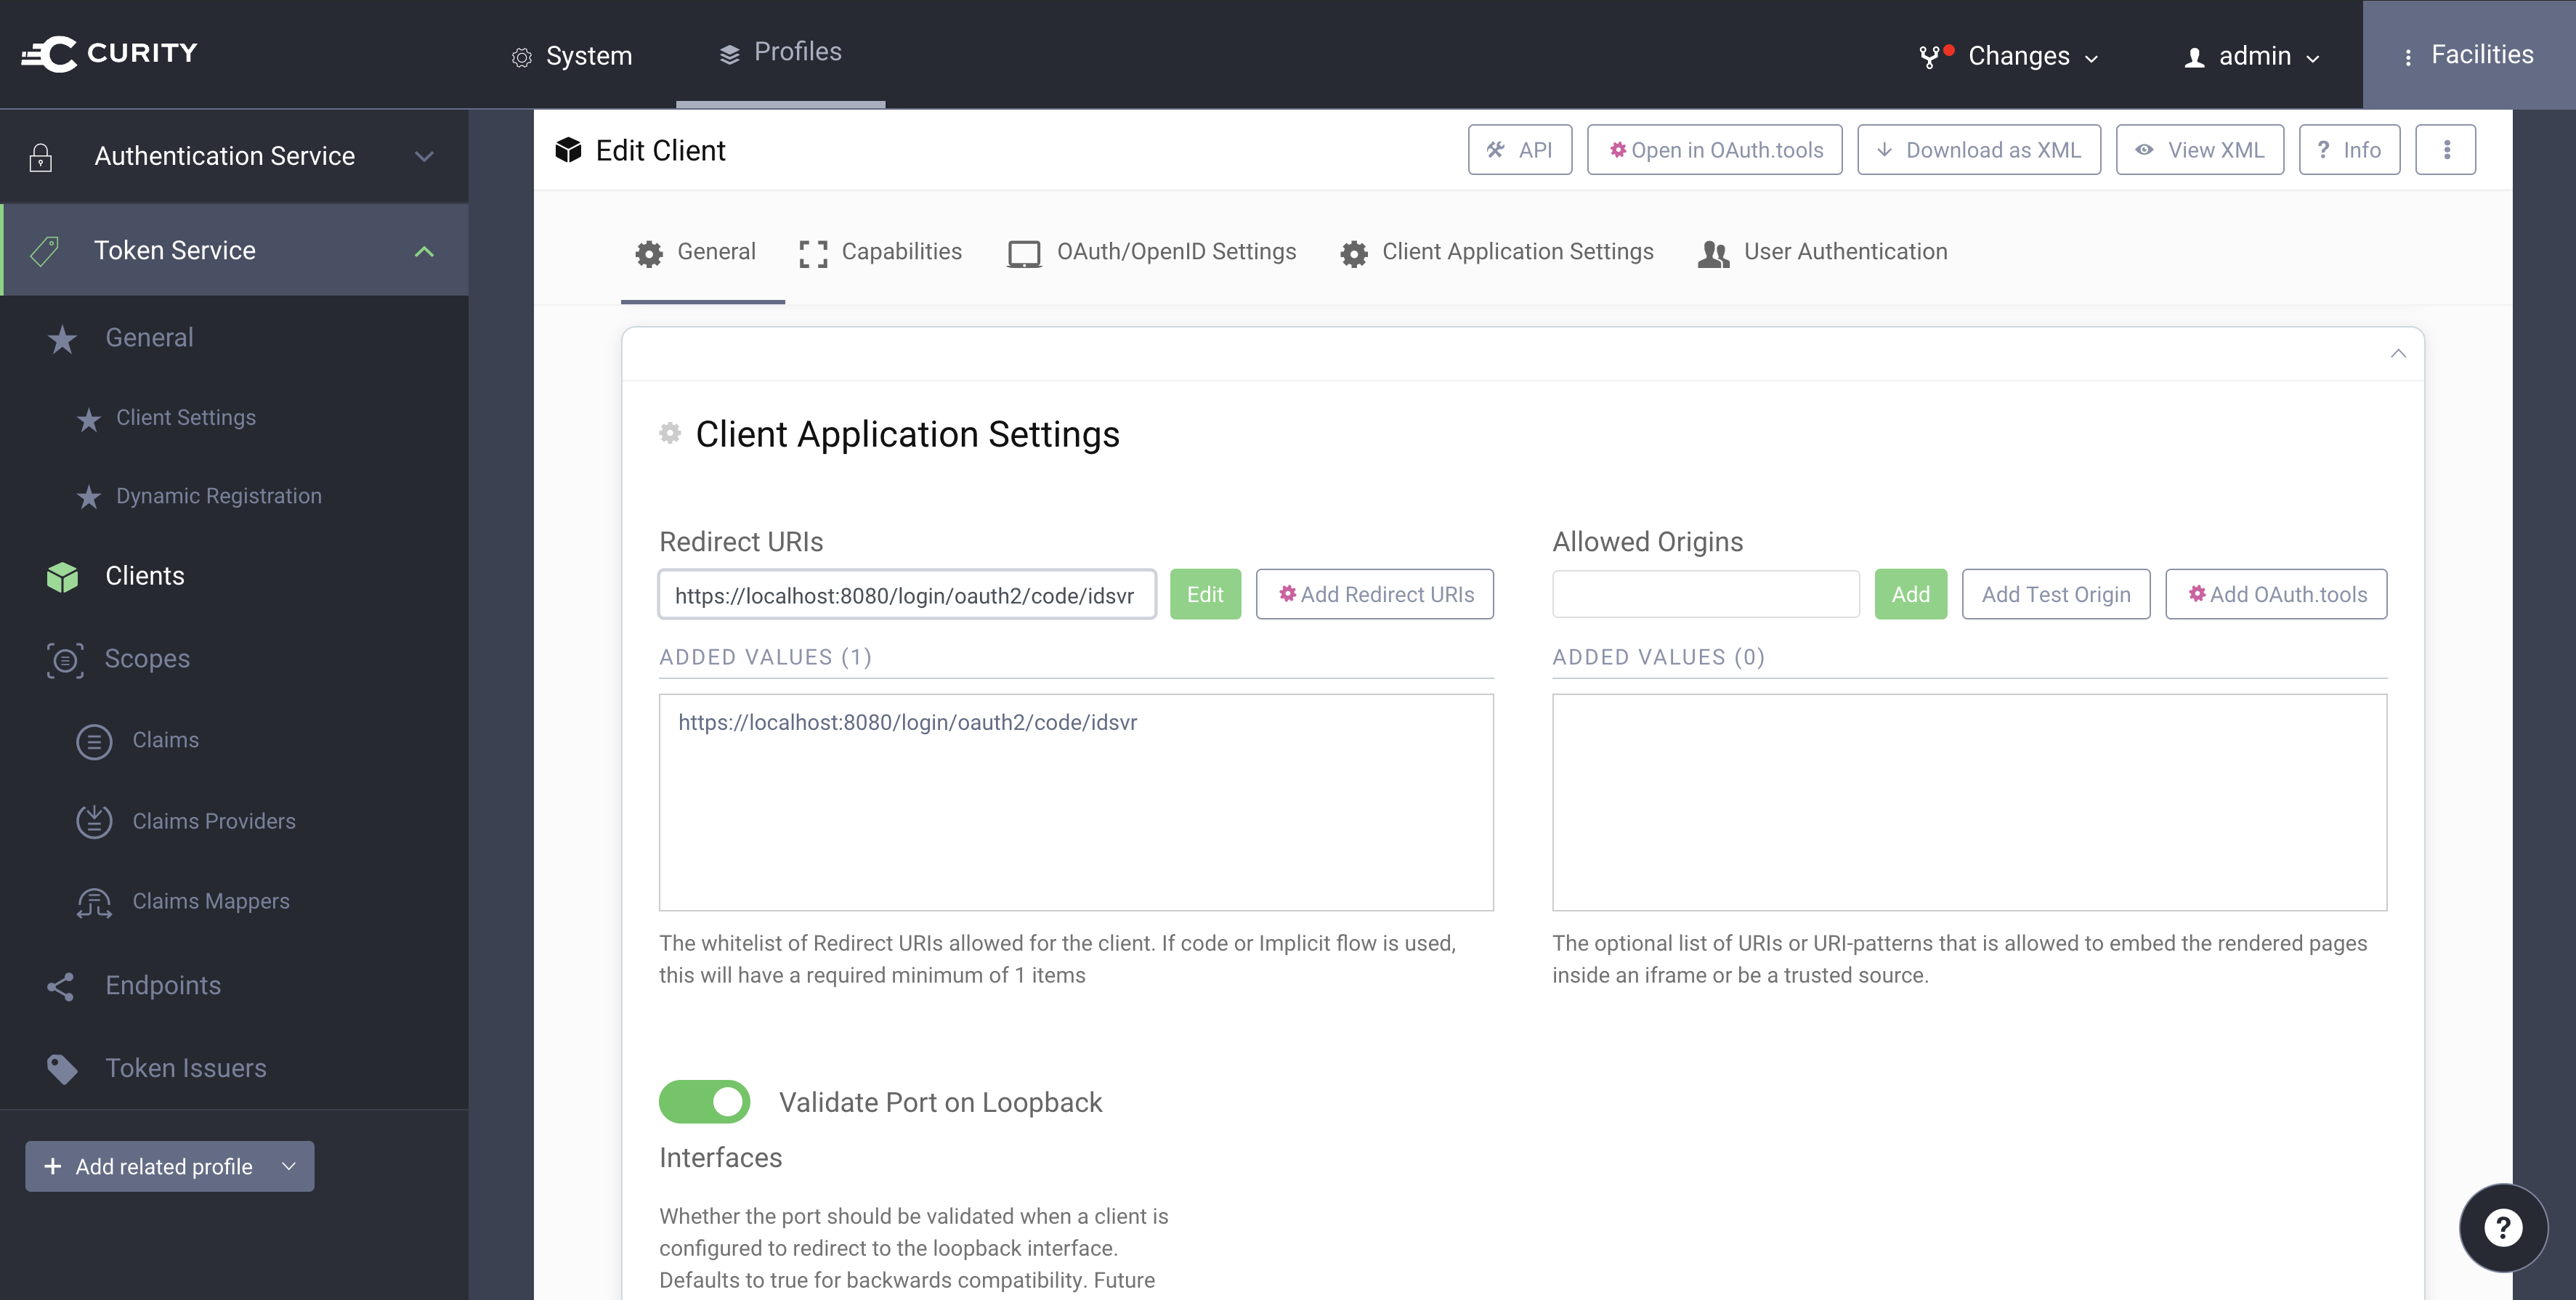 CURITY
System
Profiles
Changes
admin
Facilities
Authentication Service
Token Service
General
Client Settings
Dynamic Registration
Clients
Scopes
Claims
Claims Providers
Claims Mappers
Endpoints
Token Issuers
+ Add related profile
Edit Client
API
Open in OAuth.tools
Download as XML
View XML
? Info
General
Capabilities
OAuth/OpenID Settings
Client Application Settings
User Authentication
Client Application Settings
Redirect URIs
https://localhost:8080/login/oauth2/code/idsvr
Edit
Add Redirect URIs
ADDED VALUES (1)
https://localhost:8080/login/oauth2/code/idsvr
The whitelist of Redirect URIs allowed for the client. If code or Implicit flow is used,
this will have a required minimum of 1 items
Allowed Origins
Add
Add Test Origin
Add OAuth.tools
ADDED VALUES (0)
The optional list of URIs or URI-patterns that is allowed to embed the rendered pages
inside an iframe or be a trusted source.
Validate Port on Loopback
Interfaces
Whether the port should be validated when a client is
configured to redirect to the loopback interface.
Defaults to true for backwards compatibility. Future
?